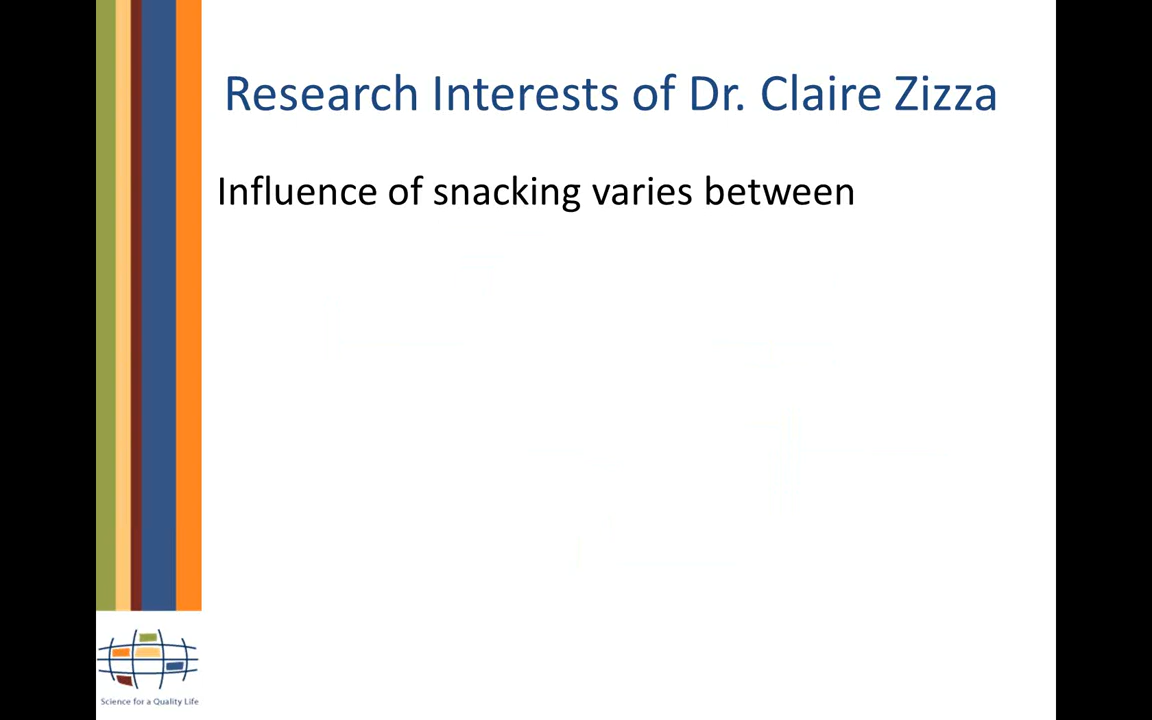 Research Interests of Dr. Claire Zizza
Influence of snacking varies between
Science for a Quality Life